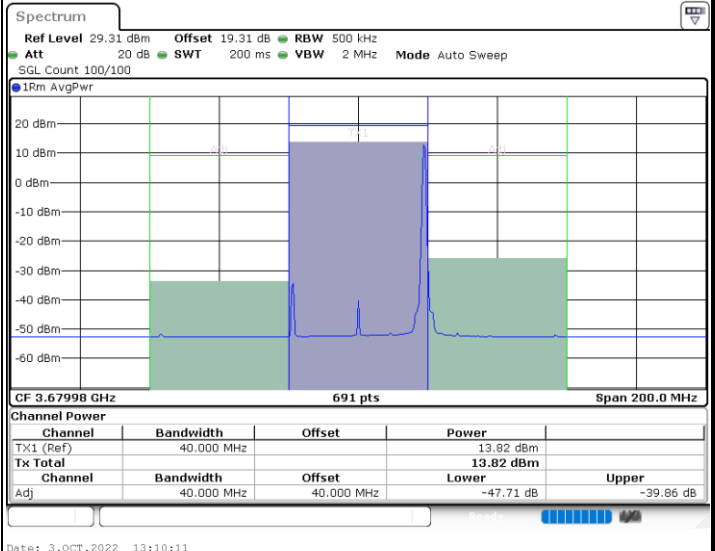 Spectrum
Ref Level 29.31 dBm Offset 19.31 dB RBW 500 kHz
Att 20 dB SWT 200 ms VBW 2 MHz Mode Auto Sweep
SGL Count 100/100
1Rm AvgPwr
20 dBm
TX1
10 dBm
Adj
Adj
0 dBm
-10 dBm
-20 dBm
-30 dBm
-40 dBm
-50 dBm
-60 dBm
CF 3.67998 GHz 691 pts Span 200.0 MHz
Channel Power
Channel Bandwidth Offset Power
TX1 (Ref) 40.000 MHz 13.82 dBm
Tx Total 13.82 dBm
Channel Bandwidth Offset Lower Upper
Adj 40.000 MHz 40.000 MHz -47.71 dB -39.86 dB
Ready
Date: 3.OCT.2022 13:10:11